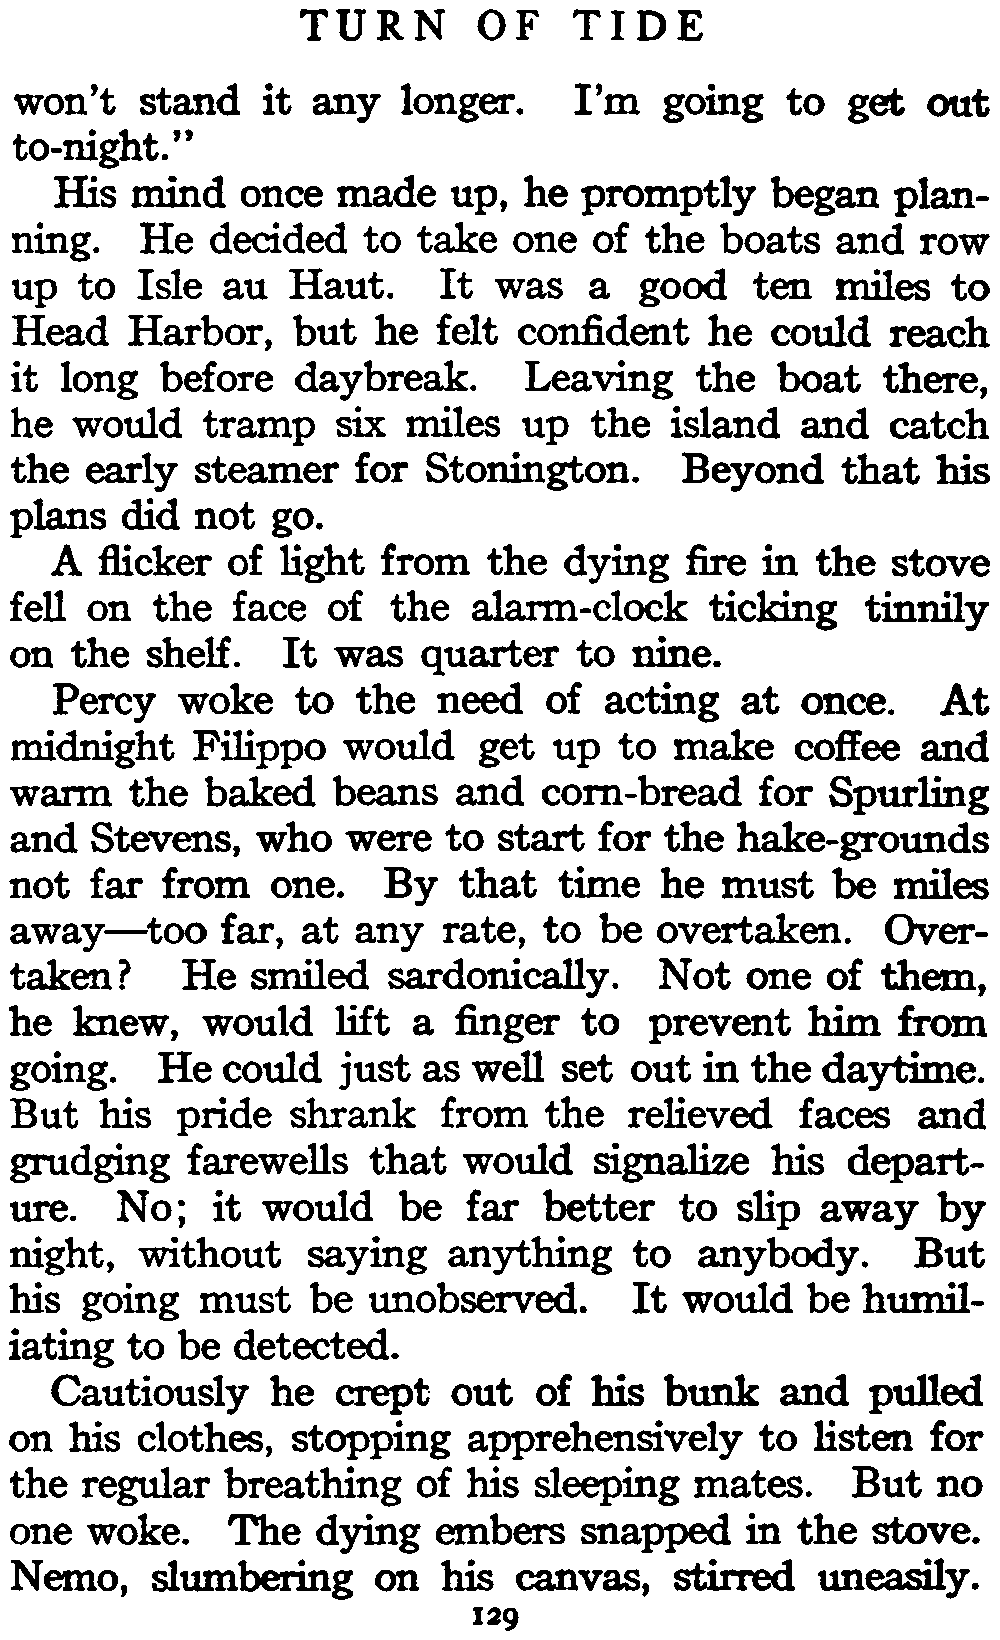 TURN OF TIDE
won't stand it any longer. I'm going to get out
to-night."
His mind once made up, he promptly began plan-
ning. He decided to take one of the boats and row
up to Isle au Haut. It was a good ten miles to
Head Harbor, but he felt confident he could reach
it long before daybreak. Leaving the boat there,
he would tramp six miles up the island and catch
the early steamer for Stonington. Beyond that his
plans did not go.
A flicker of light from the dying fire in the stove
fell on the face of the alarm-clock ticking tinnily
on the shelf. It was quarter to nine.
Percy woke to the need of acting at once. At
midnight Filippo would get up to make coffee and
warm the baked beans and corn-bread for Spurling
and Stevens, who were to start for the hake-grounds
not far from one. By that time he must be miles
away—too far, at any rate, to be overtaken. Over-
taken? He smiled sardonically. Not one of them,
he knew, would lift a finger to prevent him from
going. He could just as well set out in the daytime.
But his pride shrank from the relieved faces and
grudging farewells that would signalize his depart-
ure. No; it would be far better to slip away by
night, without saying anything to anybody. But
his going must be unobserved. It would be humil-
iating to be detected.
Cautiously he crept out of his bunk and pulled
on his clothes, stopping apprehensively to listen for
the regular breathing of his sleeping mates. But no
one woke. The dying embers snapped in the stove.
Nemo, slumbering on his canvas, stirred uneasily.
129